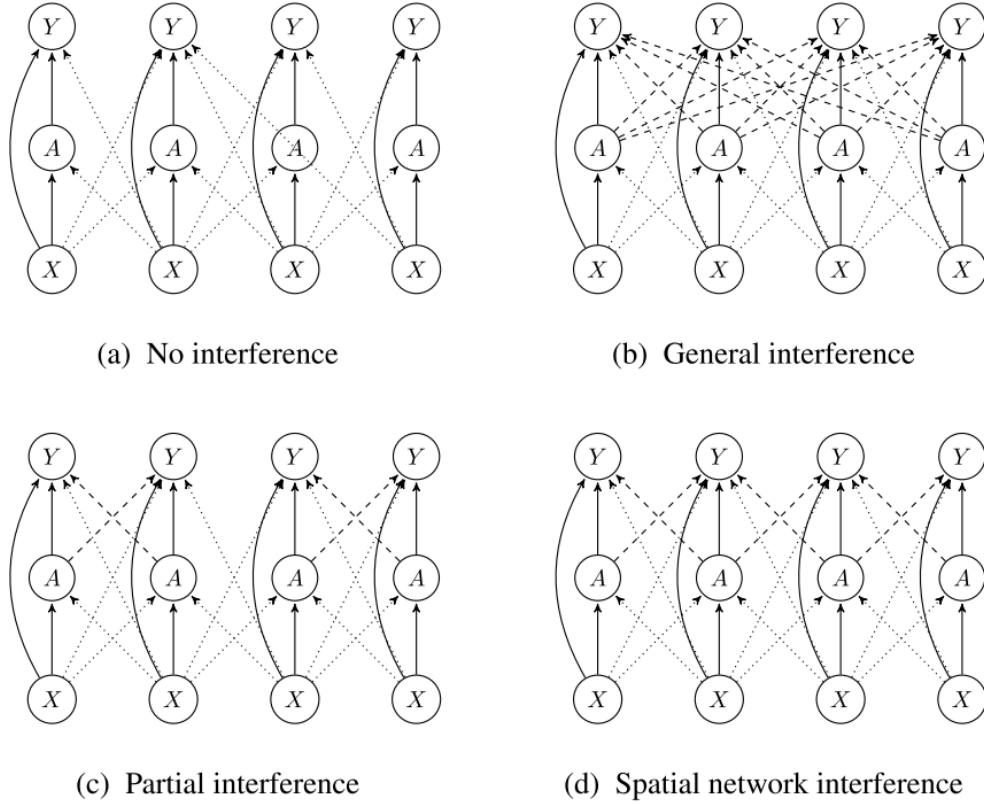 Y Y Y Y Y Y Y Y
A A A A A A A A
X X X X X X X X
(a) No interference (b) General interference
Y Y Y Y Y Y Y Y
A A A A A A A A
X X X X X X X X
(c) Partial interference (d) Spatial network interference